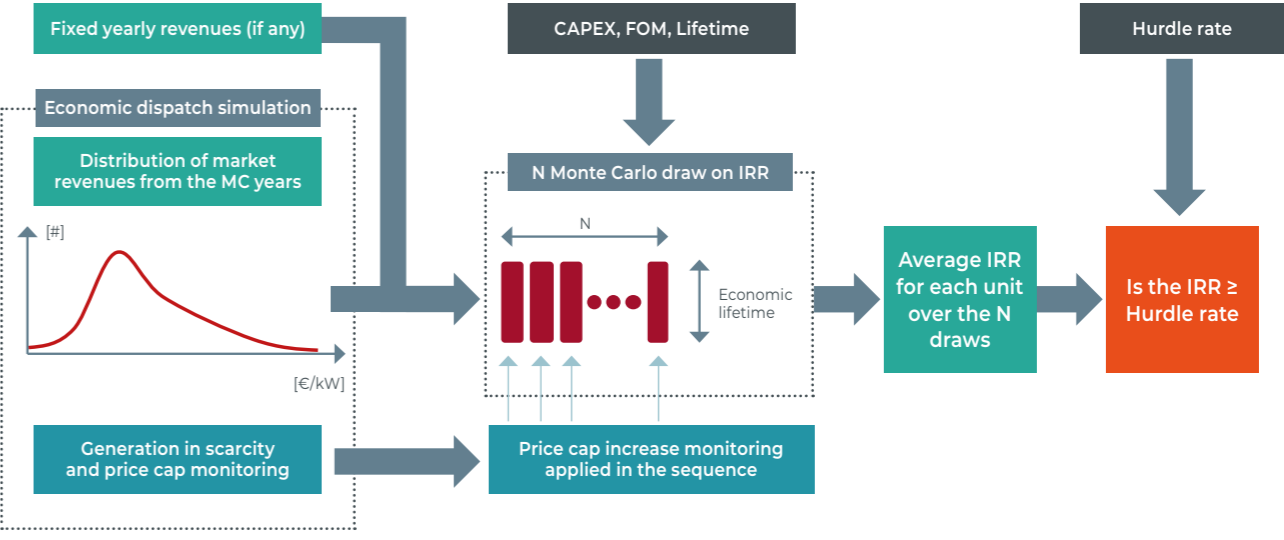 Fixed yearly revenues (if any)
CAPEX, FOM, Lifetime
Hurdle rate
Economic dispatch simulation
Distribution of market
revenues from the MC years
[#]
[€/kW]
Generation in scarcity
and price cap monitoring
N Monte Carlo draw on IRR
N
Economic
lifetime
Price cap increase monitoring
applied in the sequence
Average IRR
for each unit
over the N
draws
Is the IRR ≥
Hurdle rate